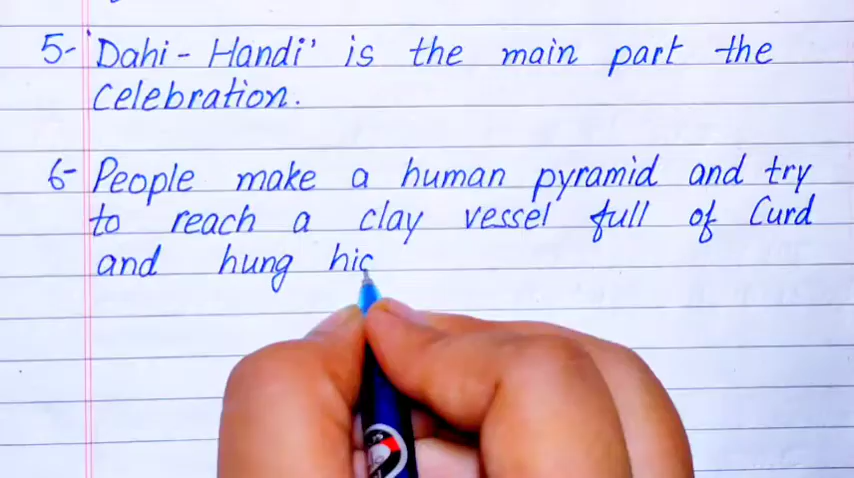 5- 'Dahi - Handi' is the main part the
Celebration.
6- People make a human pyramid and try
to reach a clay vessel full of Curd
and hung